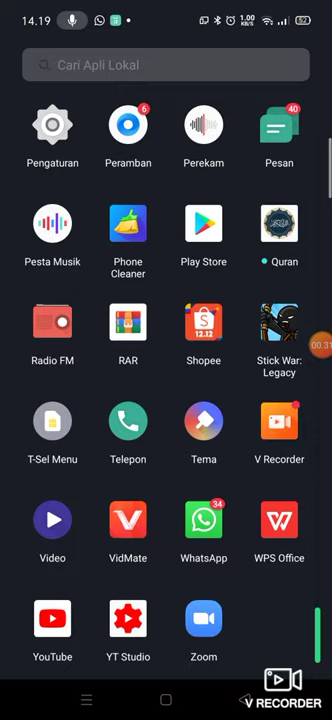 14.19
1.00
KB/S
52
Cari Apli Lokal
6
40
Pengaturan Peramban Perekam Pesan
Pesta Musik Phone Cleaner Play Store Quran
12.12
Radio FM RAR Shopee Stick War: Legacy
00:31
T-Sel Menu Telepon Tema V Recorder
34
Video VidMate WhatsApp WPS Office
YouTube YT Studio Zoom
V RECORDER